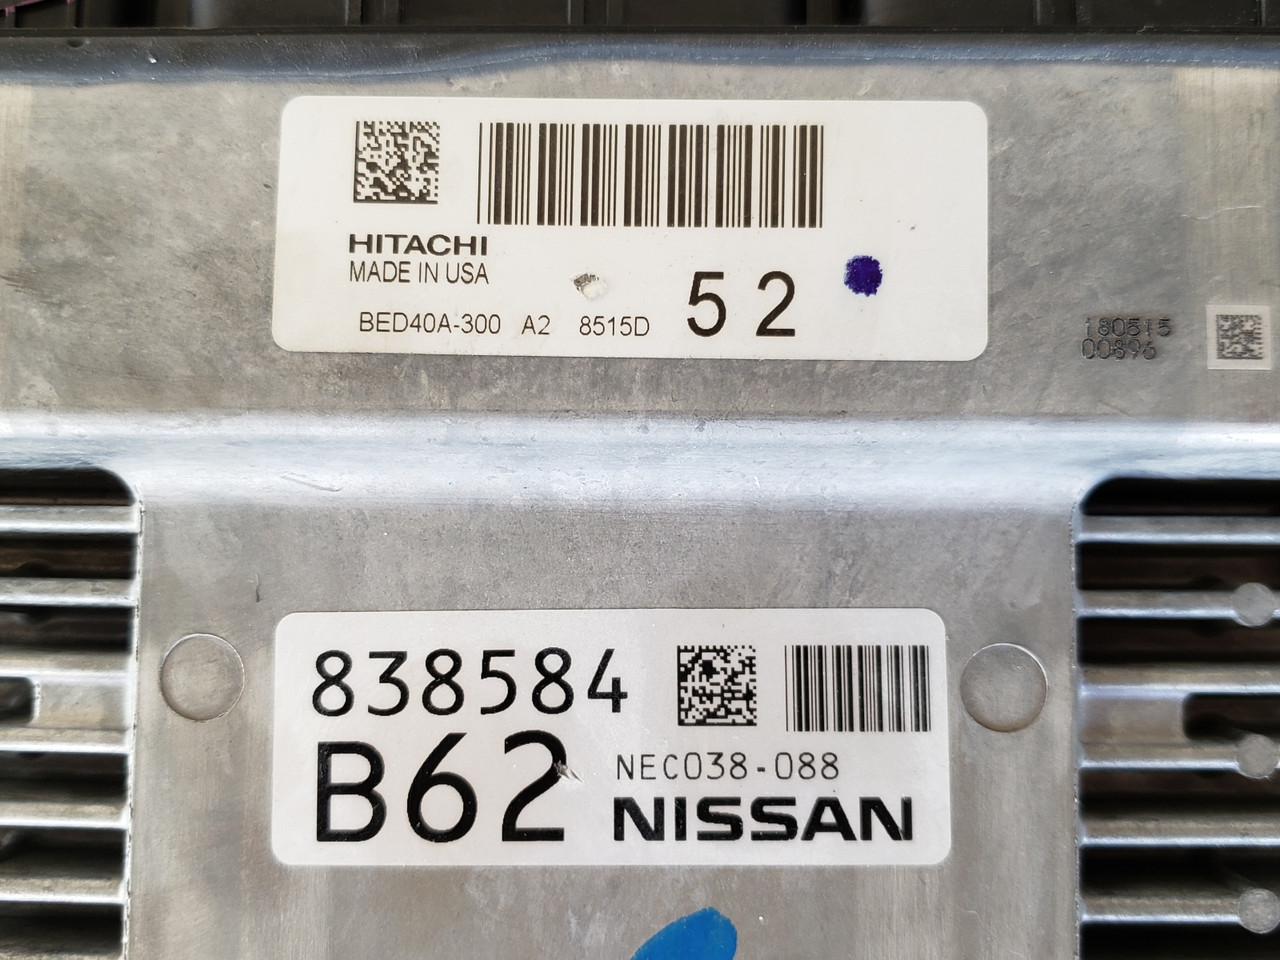 HITACHI
MADE IN USA
BED40A-300 A2 8515D 52
180515
00896
838584
B62 NEC038-088
NISSAN